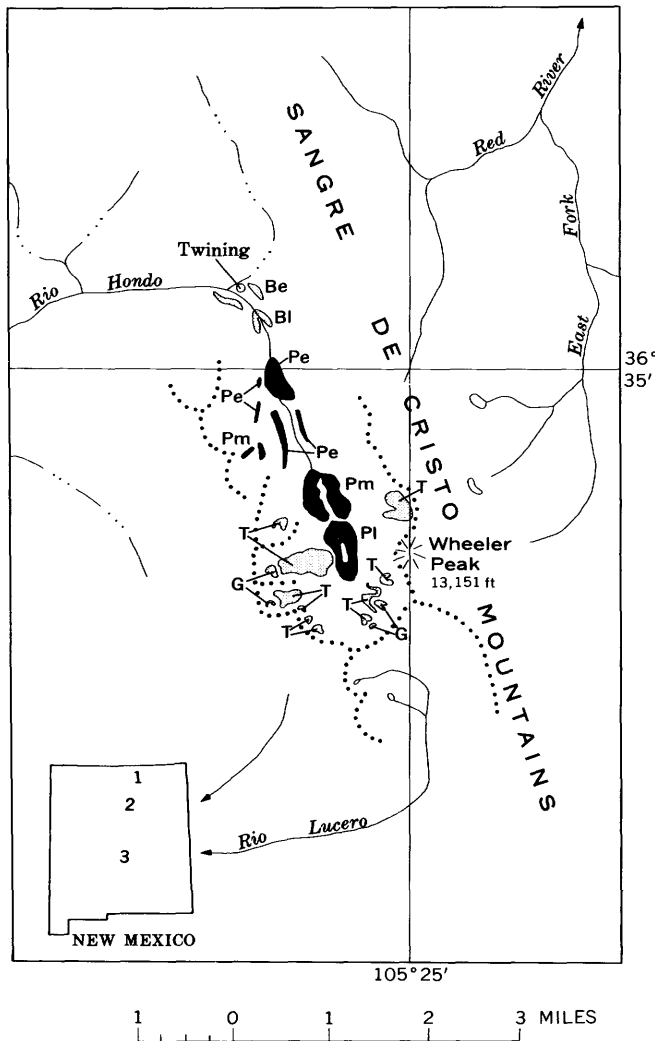 SANGRE DE CRISTO MOUNTAINS
Red River
East Fork
Twining
Rio Hondo
Be
Bl
Pe
36°
35'
Pe
Pm
Pe
Pm
T
T
Pl
Wheeler
Peak
13,151 ft
T
G
T
T
T
G
Rio Lucero
1
2
3
NEW MEXICO
105°25'
1 0 1 2 3 MILES